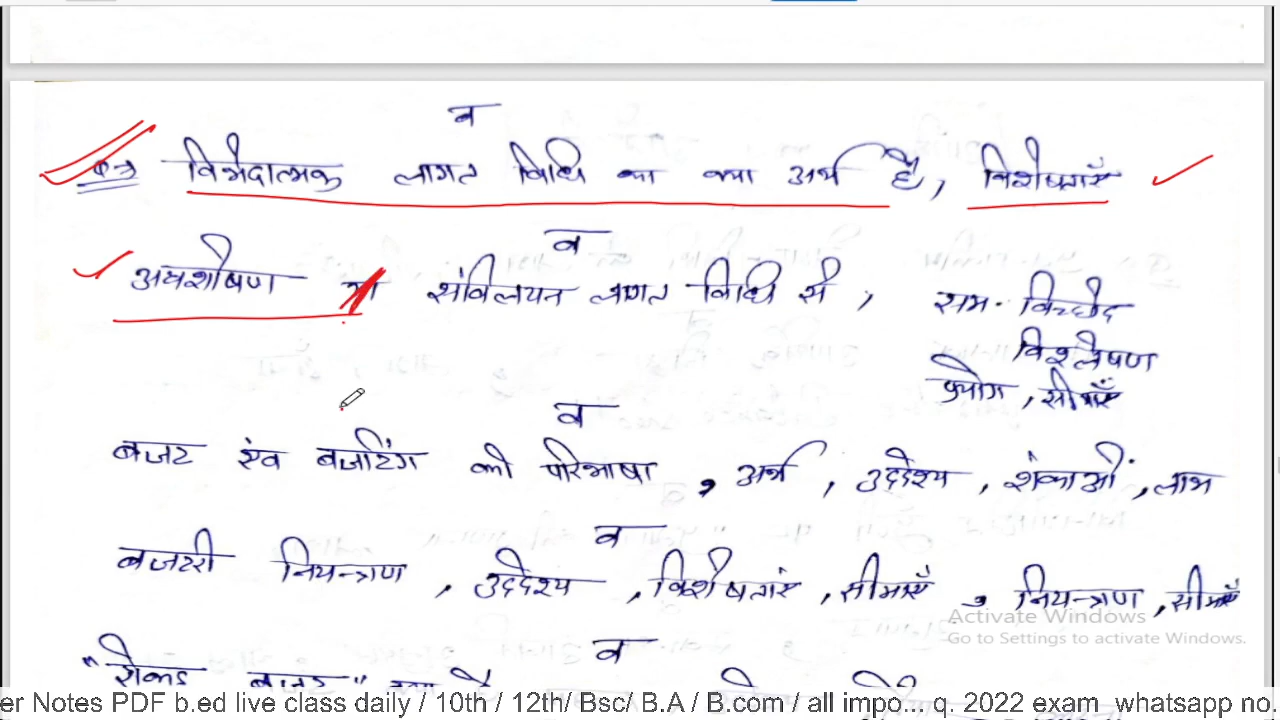 व
विभेदात्मक लागत विधि का क्या अर्थ है, विशेषताएँ
व
अवशोषण संविलयन लागत विधि से, सम-विच्छेद
विश्लेषण
प्रयोग, सीमाएँ
व
बजट एंव बजटिंग की परिभाषा, अर्थ, उद्देश्य, शंकाओं, लाभ
व
बजटरी नियन्त्रण, उद्देश्य, विशेषताएं, सीमाएँ, नियन्त्रण, सीमाएँ
Activate Windows
Go to Settings to activate Windows.
व
"रोकड बजट"
er Notes PDF b.ed live class daily / 10th / 12th/ Bsc/ B.A / B.com / all impo... q. 2022 exam whatsapp no.